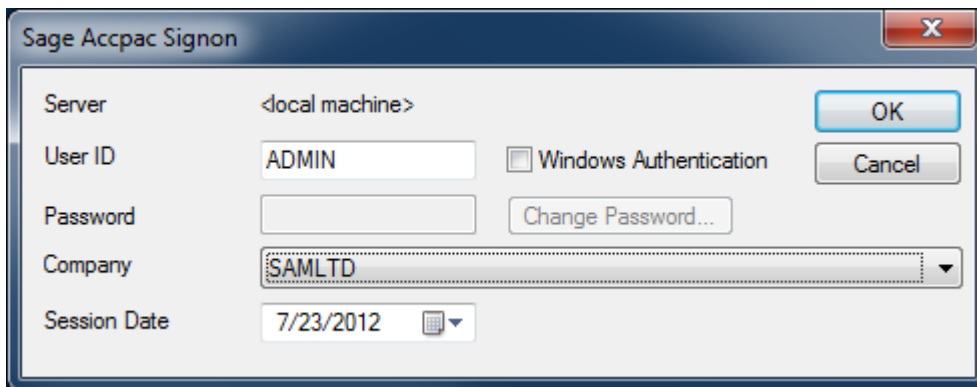 Sage Accpac Signon
Server <local machine> OK
User ID ADMIN Windows Authentication Cancel
Password Change Password...
Company SAMLTD
Session Date 7/23/2012